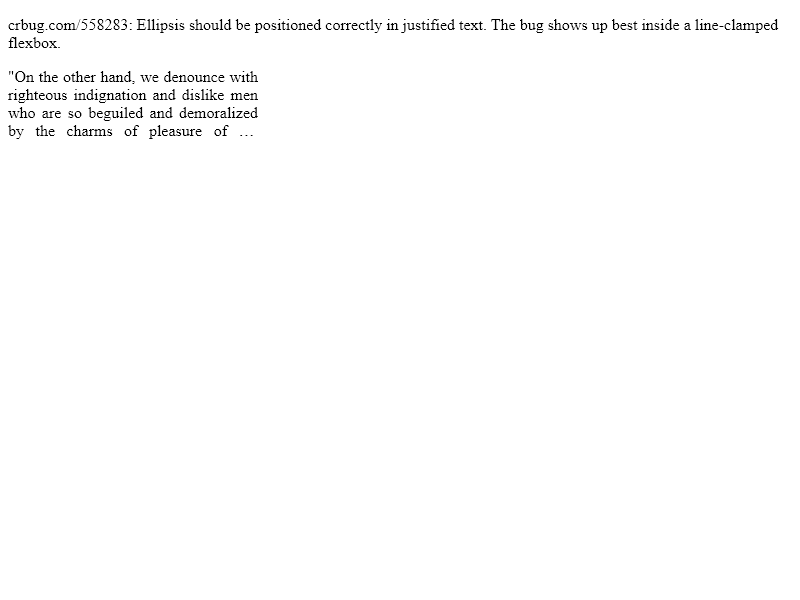 crbug.com/558283: Ellipsis should be positioned correctly in justified text. The bug shows up best inside a line-clamped
flexbox.
"On the other hand, we denounce with
righteous indignation and dislike men
who are so beguiled and demoralized
by the charms of pleasure of …